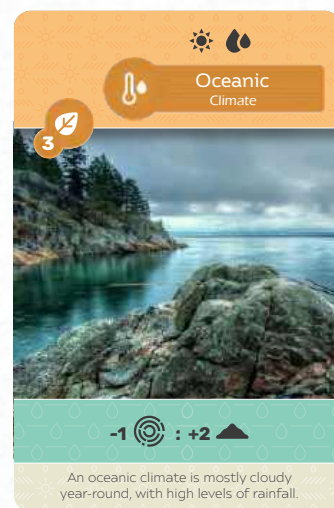 Oceanic
Climate
3
-1 : +2
An oceanic climate is mostly cloudy
year-round, with high levels of rainfall.